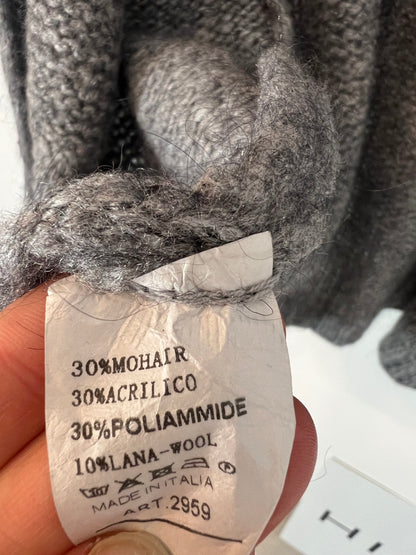 30%MOHAIR
30%ACRILICO
30%POLIAMMIDE
10%LANA-WOOL
MADE IN ITALIA
ART.2959